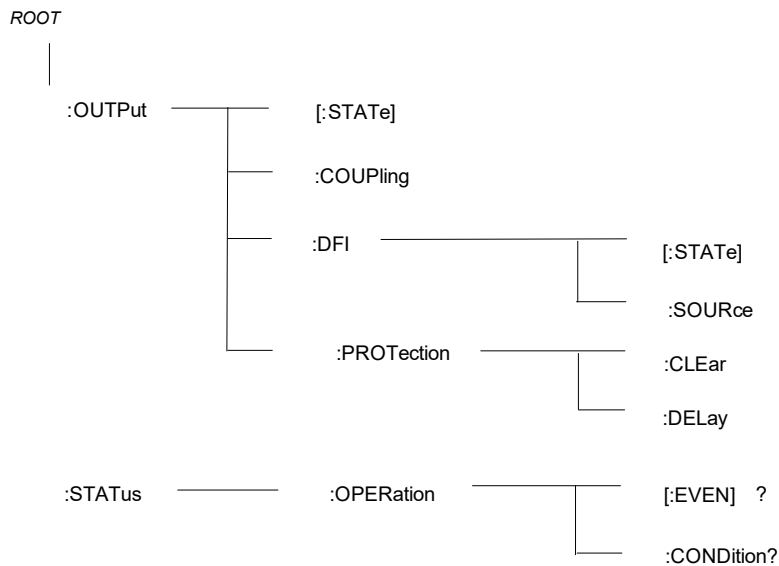 ROOT
:OUTPut [:STATe]
:COUPling
:DFI [:STATe]
:SOURce
:PROTection :CLEar
:DELay
:STATus :OPERation [:EVEN] ?
:CONDition?